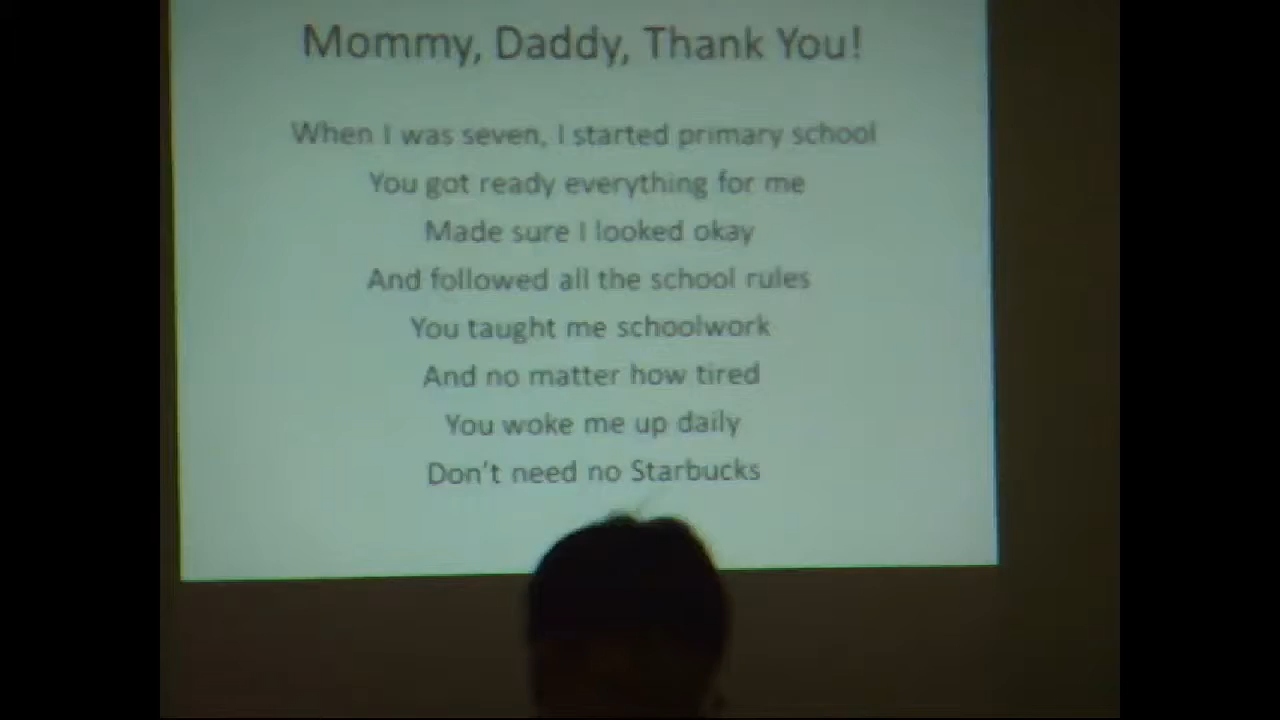 Mommy, Daddy, Thank You!
When I was seven, I started primary school
You got ready everything for me
Made sure I looked okay
And followed all the school rules
You taught me schoolwork
And no matter how tired
You woke me up daily
Don't need no Starbucks